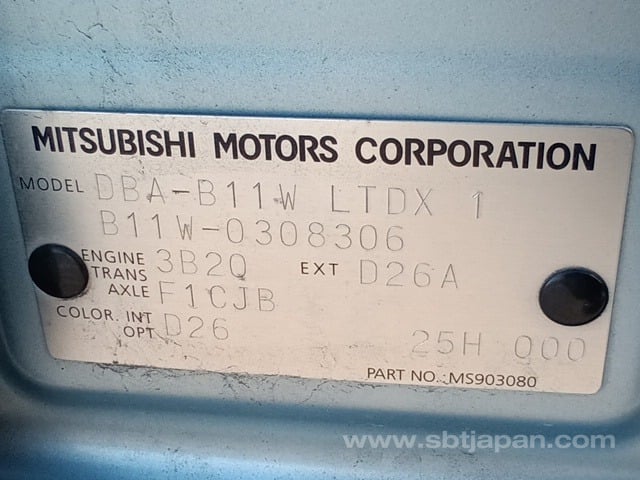 MITSUBISHI MOTORS CORPORATION
MODEL DBA-B11W LTDX 1
B11W-0308306
ENGINE 3B20 EXT D26A
TRANS
AXLE F1CJB
COLOR. INT
OPT D26 25H 000
PART NO. MS903080
www.sbtjapan.com